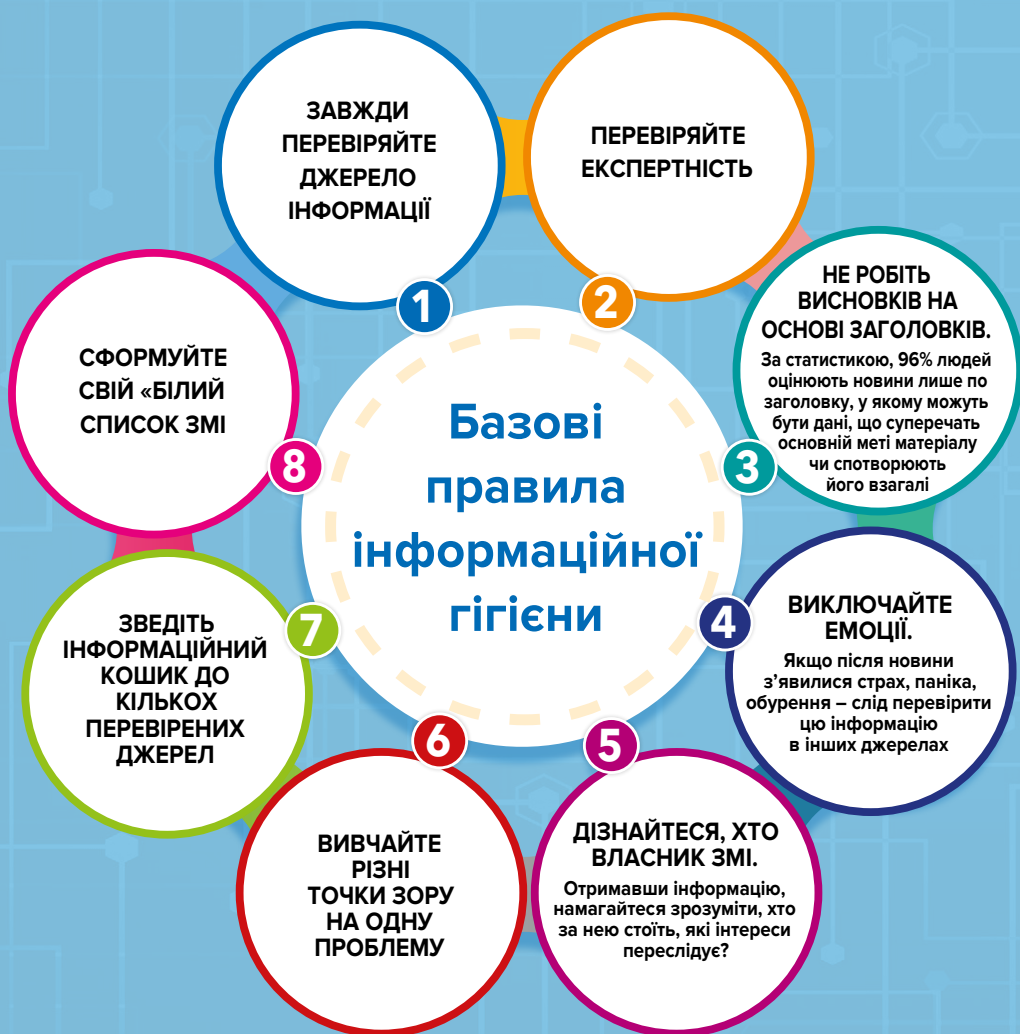 Базові
правила
інформаційної
гігієни
ЗАВЖДИ
ПЕРЕВІРЯЙТЕ
ДЖЕРЕЛО
ІНФОРМАЦІЇ
1
ПЕРЕВІРЯЙТЕ
ЕКСПЕРТНІСТЬ
2
НЕ РОБІТЬ
ВИСНОВКІВ НА
ОСНОВІ ЗАГОЛОВКІВ.
За статистикою, 96% людей
оцінюють новини лише по
заголовку, у якому можуть
бути дані, що суперечать
основній меті матеріалу
чи спотворюють
його взагалі
3
ВИКЛЮЧАЙТЕ
ЕМОЦІЇ.
Якщо після новини
з’явилися страх, паніка,
обурення – слід перевірити
цю інформацію
в інших джерелах
4
ДІЗНАЙТЕСЯ, ХТО
ВЛАСНИК ЗМІ.
Отримавши інформацію,
намагайтеся зрозуміти, хто
за нею стоїть, які інтереси
переслідує?
5
ВИВЧАЙТЕ
РІЗНІ
ТОЧКИ ЗОРУ
НА ОДНУ
ПРОБЛЕМУ
6
ЗВЕДІТЬ
ІНФОРМАЦІЙНИЙ
КОШИК ДО
КІЛЬКОХ
ПЕРЕВІРЕНИХ
ДЖЕРЕЛ
7
СФОРМУЙТЕ
СВІЙ «БІЛИЙ
СПИСОК ЗМІ
8